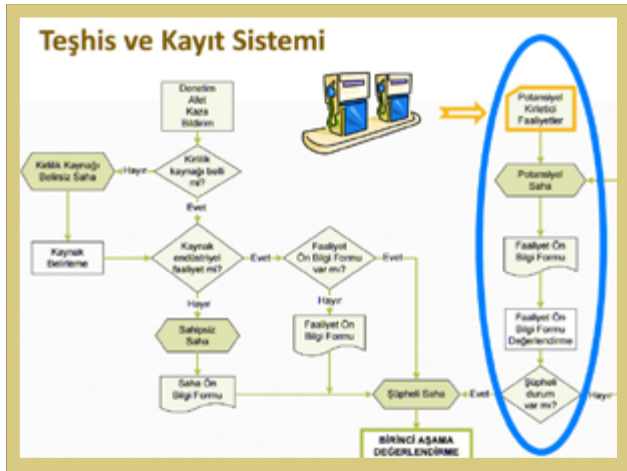 Teşhis ve Kayıt Sistemi
Denetim
Afet
Kaza
Bildirim
Potansiyel
Kirletici
Faaliyetler
Kirlilik Kaynağı
Belirsiz Saha
Hayır
Kirlilik
kaynağı belli
mi?
Potansiyel
Saha
Evet
Kaynak
Belirleme
Kaynak
endüstriyel
faaliyet mi?
Evet
Faaliyet
Ön Bilgi Formu
var mı?
Evet
Faaliyet Ön
Bilgi Formu
Hayır
Hayır
Sahipsiz
Saha
Faaliyet Ön
Bilgi Formu
Faaliyet Ön
Bilgi Formu
Değerlendirme
Saha Ön
Bilgi Formu
Şüpheli Saha
Evet
Şüpheli
durum
var mı?
Hayır
BİRİNCİ AŞAMA
DEĞERLENDİRME